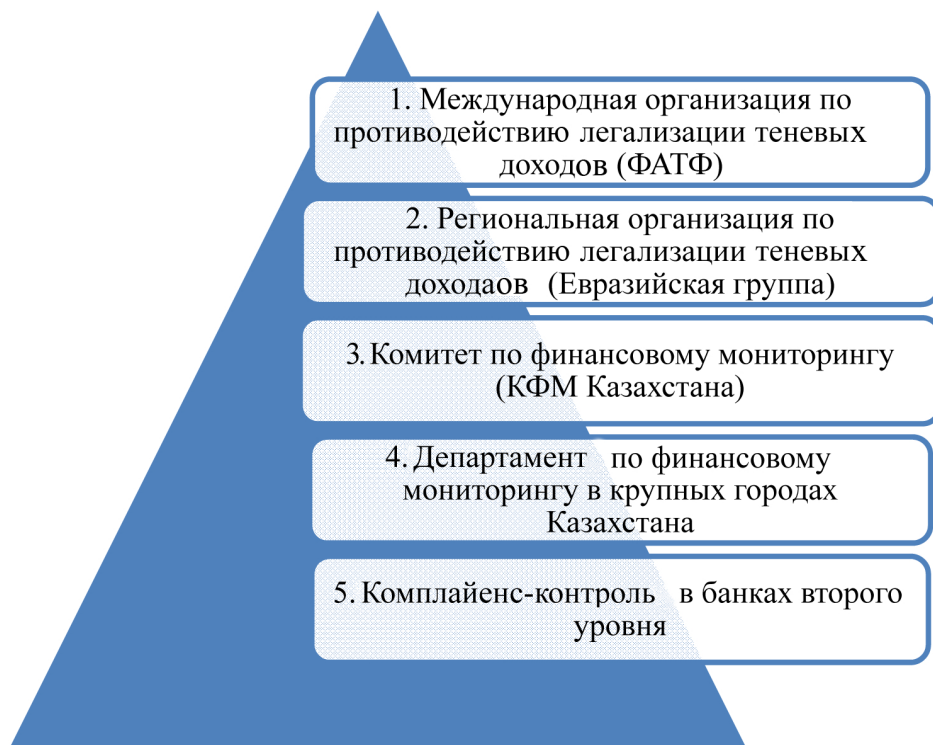 1. Международная организация по
противодействию легализации теневых
доходов (ФАТФ)
2. Региональная организация по
противодействию легализации теневых
доходаов (Евразийская группа)
3. Комитет по финансовому мониторингу
(КФМ Казахстана)
4. Департамент по финансовому
мониторингу в крупных городах
Казахстана
5. Комплайенс-контроль в банках второго
уровня